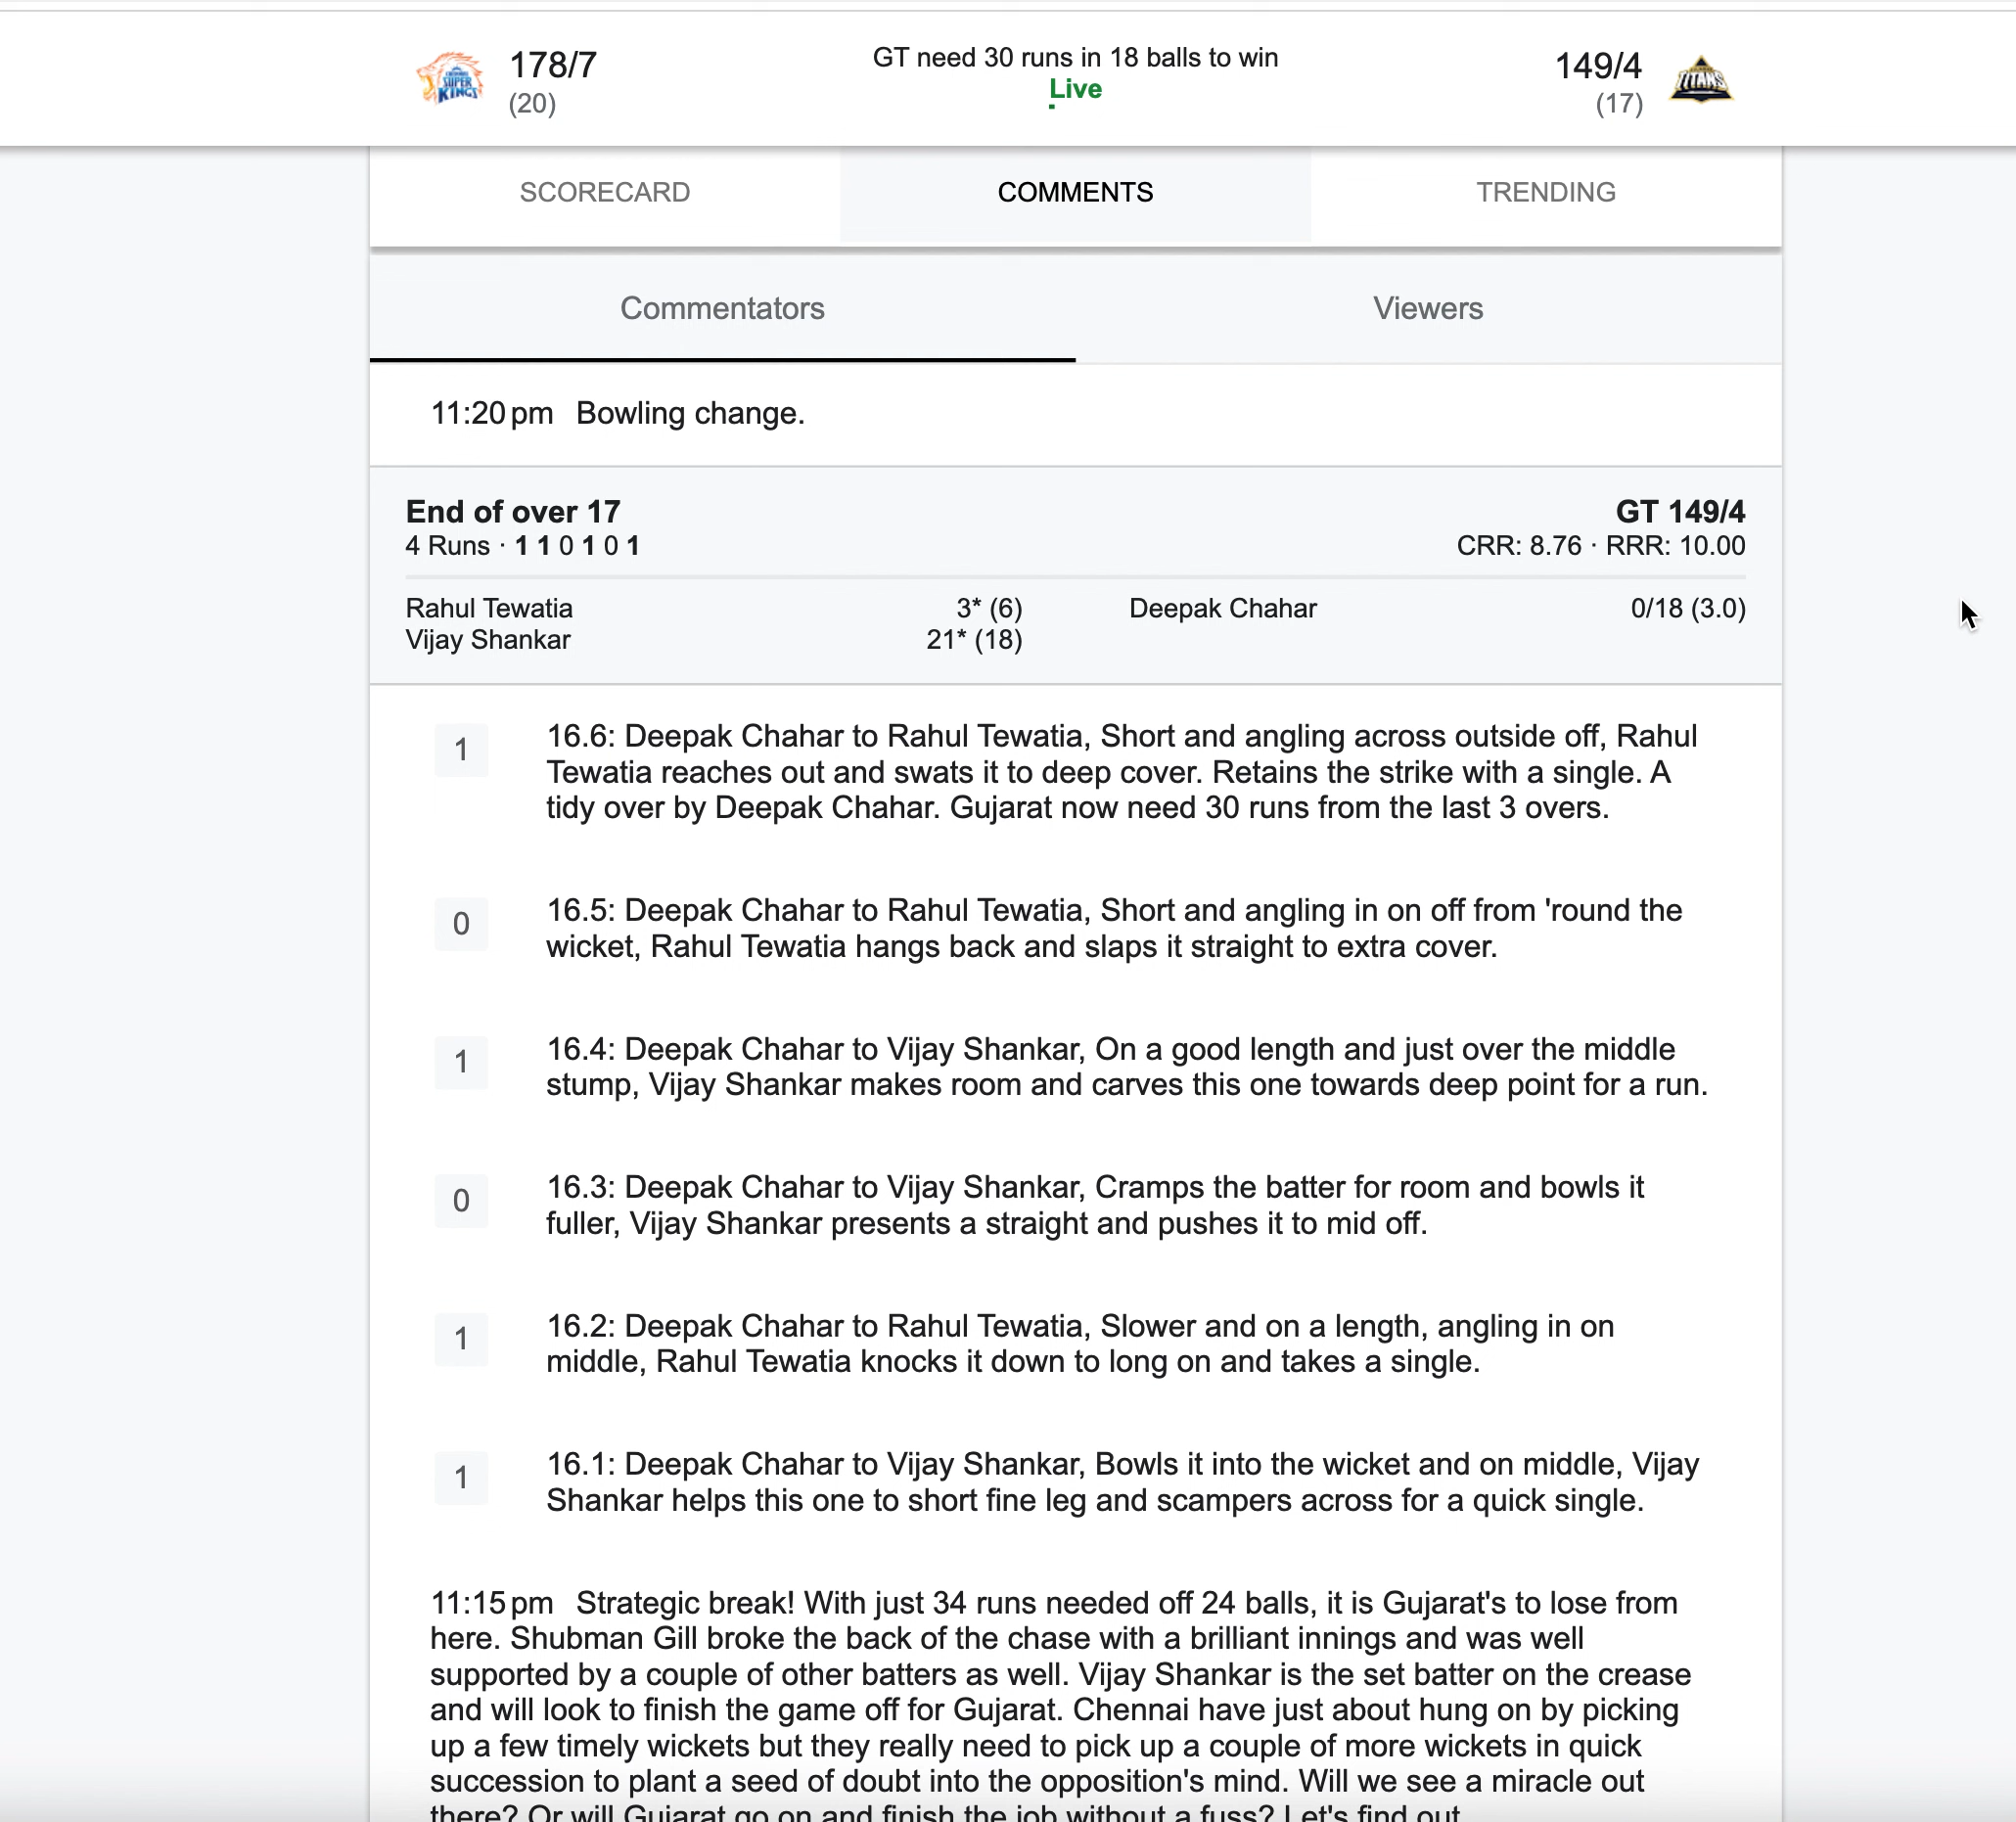 178/7
(20)
GT need 30 runs in 18 balls to win
Live
149/4
(17)
SUPER
KINGS
TITANS
SCORECARD
COMMENTS
TRENDING
Commentators
Viewers
11:20 pm Bowling change.
End of over 17
GT 149/4
4 Runs · 1 1 0 1 0 1
CRR: 8.76 · RRR: 10.00
Rahul Tewatia 3* (6)
Deepak Chahar 0/18 (3.0)
Vijay Shankar 21* (18)
1
16.6: Deepak Chahar to Rahul Tewatia, Short and angling across outside off, Rahul
Tewatia reaches out and swats it to deep cover. Retains the strike with a single. A
tidy over by Deepak Chahar. Gujarat now need 30 runs from the last 3 overs.
0
16.5: Deepak Chahar to Rahul Tewatia, Short and angling in on off from 'round the
wicket, Rahul Tewatia hangs back and slaps it straight to extra cover.
1
16.4: Deepak Chahar to Vijay Shankar, On a good length and just over the middle
stump, Vijay Shankar makes room and carves this one towards deep point for a run.
0
16.3: Deepak Chahar to Vijay Shankar, Cramps the batter for room and bowls it
fuller, Vijay Shankar presents a straight and pushes it to mid off.
1
16.2: Deepak Chahar to Rahul Tewatia, Slower and on a length, angling in on
middle, Rahul Tewatia knocks it down to long on and takes a single.
1
16.1: Deepak Chahar to Vijay Shankar, Bowls it into the wicket and on middle, Vijay
Shankar helps this one to short fine leg and scampers across for a quick single.
11:15 pm Strategic break! With just 34 runs needed off 24 balls, it is Gujarat's to lose from
here. Shubman Gill broke the back of the chase with a brilliant innings and was well
supported by a couple of other batters as well. Vijay Shankar is the set batter on the crease
and will look to finish the game off for Gujarat. Chennai have just about hung on by picking
up a few timely wickets but they really need to pick up a couple of more wickets in quick
succession to plant a seed of doubt into the opposition's mind. Will we see a miracle out
there? Or will Gujarat go on and finish the job without a fuss? Let's find out.